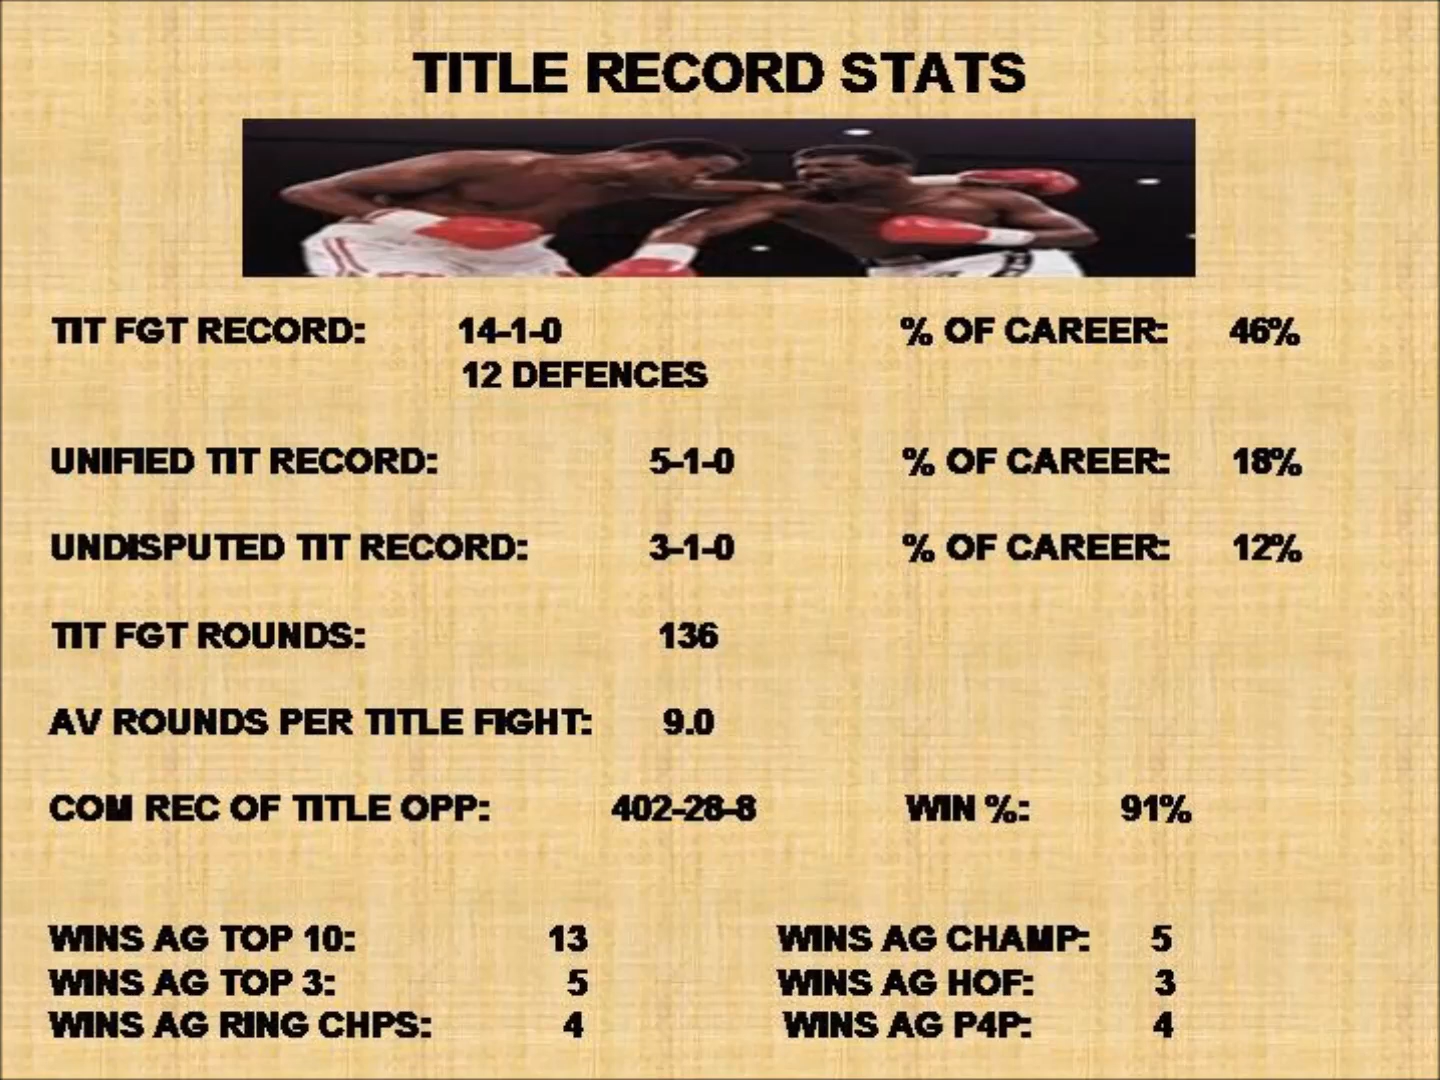 TITLE RECORD STATS
TIT FGT RECORD: 14-1-0 % OF CAREER: 46%
12 DEFENCES
UNIFIED TIT RECORD: 5-1-0 % OF CAREER: 18%
UNDISPUTED TIT RECORD: 3-1-0 % OF CAREER: 12%
TIT FGT ROUNDS: 136
AV ROUNDS PER TITLE FIGHT: 9.0
COM REC OF TITLE OPP: 402-28-8 WIN %: 91%
WINS AG TOP 10: 13 WINS AG CHAMP: 5
WINS AG TOP 3: 5 WINS AG HOF: 3
WINS AG RING CHPS: 4 WINS AG P4P: 4